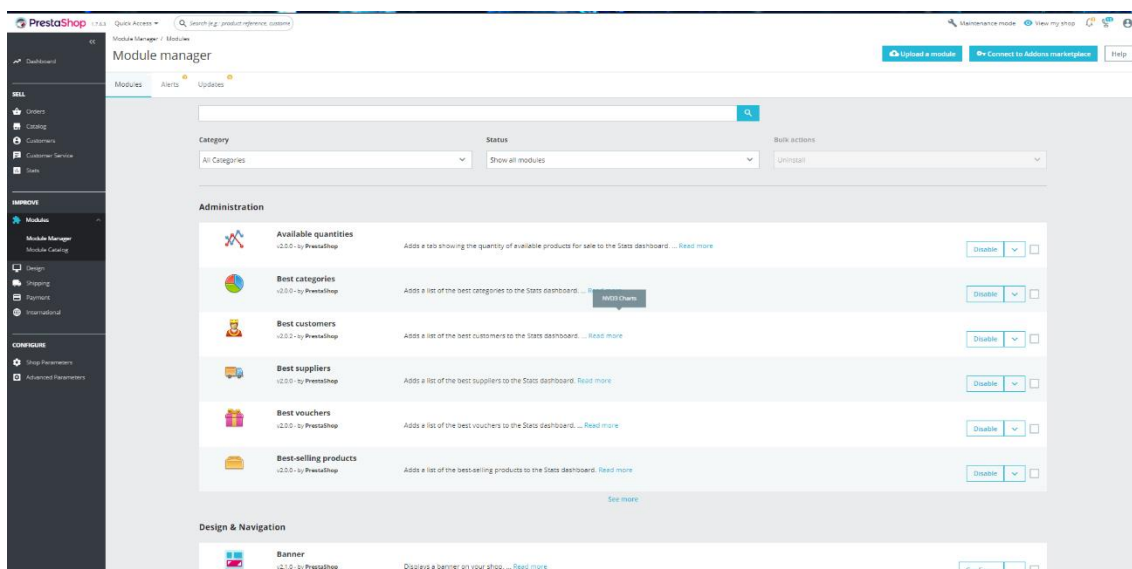 PrestaShop 1.7.6.5 Quick Access Search (e.g.: product reference, custome Maintenance mode View my shop
Module Manager / Modules
Module manager
Upload a module Connect to Addons marketplace Help
Modules Alerts Updates
Dashboard
SELL
Orders
Catalog
Customers
Customer Service
Stats
IMPROVE
Modules
Module Manager
Module Catalog
Design
Shipping
Payment
International
CONFIGURE
Shop Parameters
Advanced Parameters
Category Status Bulk actions
All Categories Show all modules Uninstall
Administration
Available quantities
v2.0.0 - by PrestaShop Adds a tab showing the quantity of available products for sale to the Stats dashboard. ... Read more Disable
Best categories
v2.0.0 - by PrestaShop Adds a list of the best categories to the Stats dashboard. ... Disable
NVD3 Charts
Best customers
v2.0.2 - by PrestaShop Adds a list of the best customers to the Stats dashboard. ... Read more Disable
Best suppliers
v2.0.0 - by PrestaShop Adds a list of the best suppliers to the Stats dashboard. Read more Disable
Best vouchers
v2.0.0 - by PrestaShop Adds a list of the best vouchers to the Stats dashboard. ... Read more Disable
Best-selling products
v2.0.0 - by PrestaShop Adds a list of the best-selling products to the Stats dashboard. Read more Disable
See more
Design & Navigation
Banner
v2.1.0 - by PrestaShop Displays a banner on your shop. ... Read more